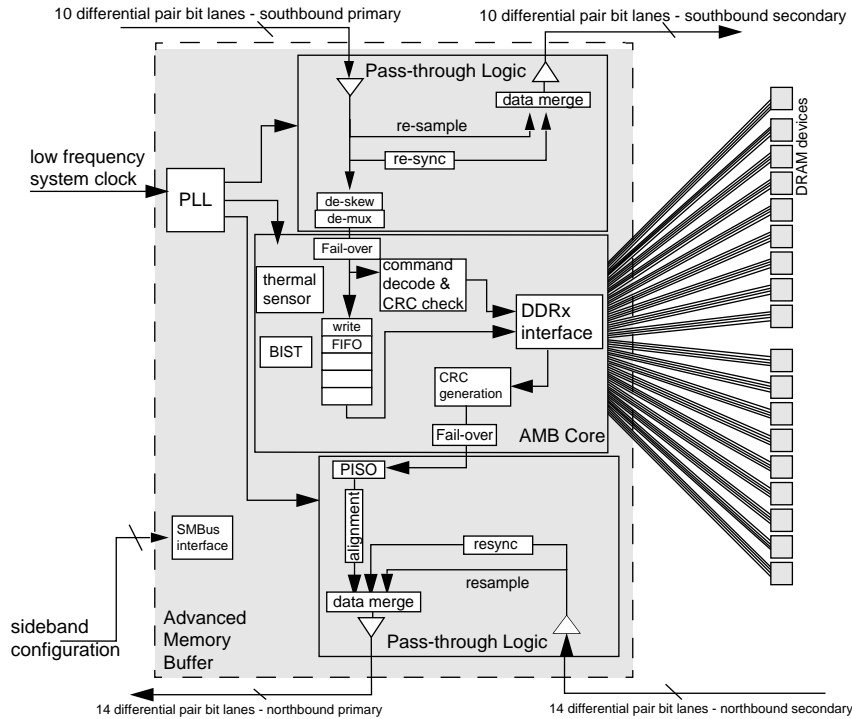 10 differential pair bit lanes - southbound primary
10 differential pair bit lanes - southbound secondary
Pass-through Logic
data merge
re-sample
re-sync
low frequency
system clock
PLL
DRAM devices
de-skew
de-mux
Fail-over
thermal
sensor
command
decode &
CRC check
DDRx
interface
write
FIFO
BIST
CRC
generation
Fail-over
AMB Core
PISO
alignment
SMBus
interface
resync
resample
data merge
sideband
configuration
Advanced
Memory
Buffer
Pass-through Logic
14 differential pair bit lanes - northbound primary
14 differential pair bit lanes - northbound secondary